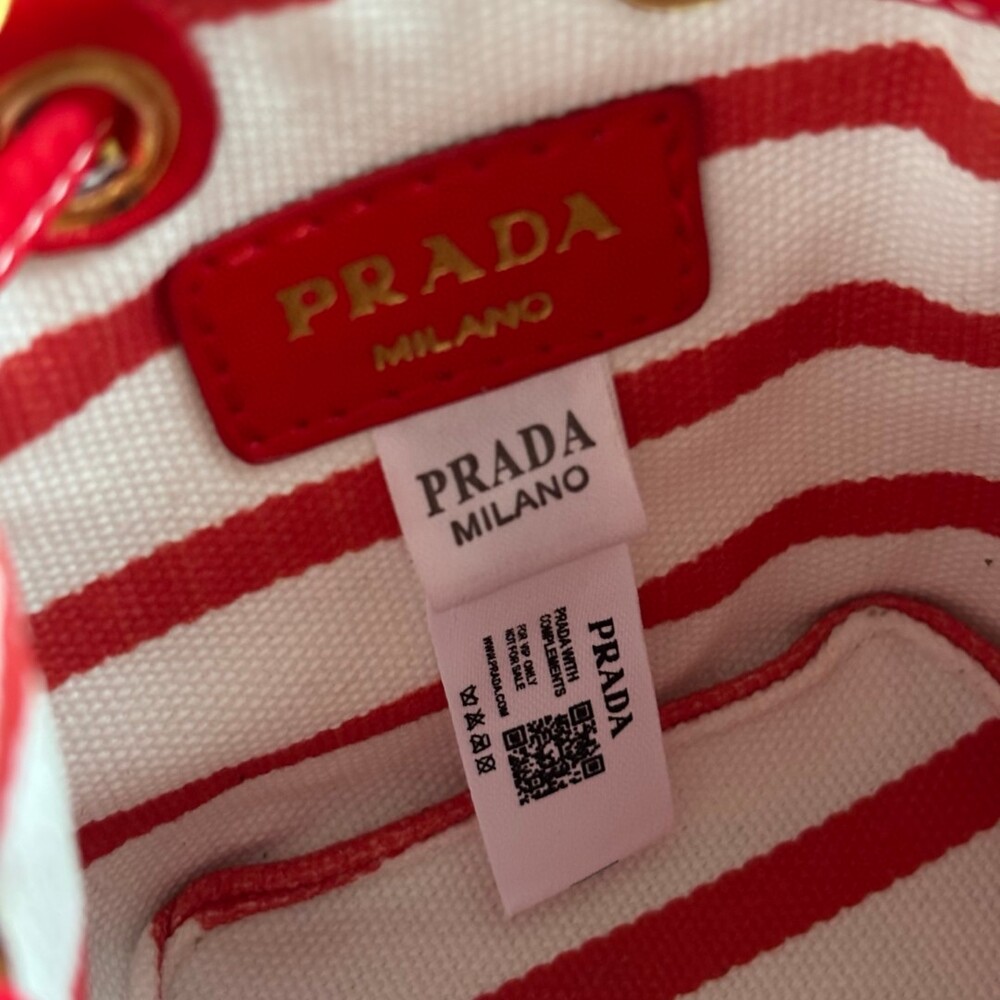 PRADA
MILANO
PRADA
MILANO
PRADA
PRADA WITH
COMPLEMENTS
FOR VIP ONLY
NOT FOR SALE
WWW.PRADA.COM